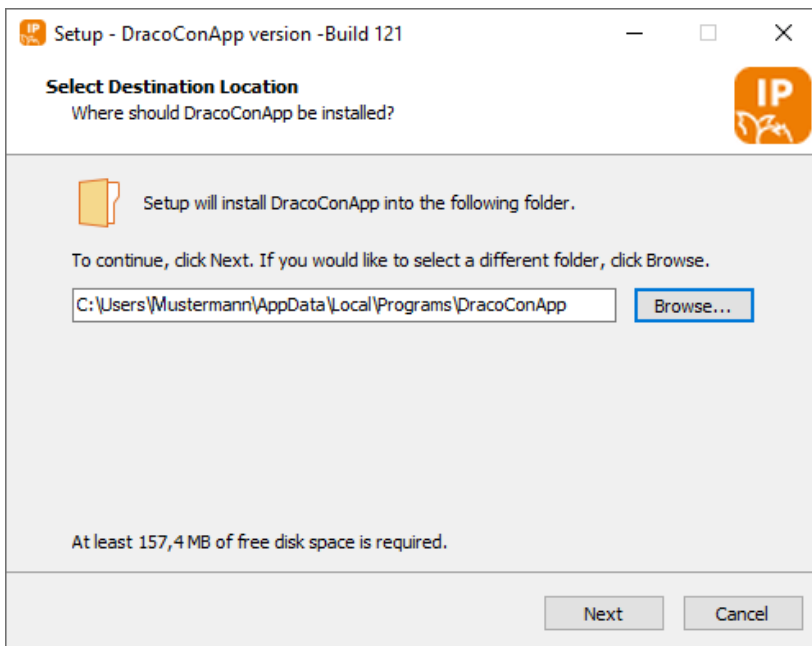 Setup - DracoConApp version -Build 121
Select Destination Location
Where should DracoConApp be installed?
IP
Setup will install DracoConApp into the following folder.
To continue, click Next. If you would like to select a different folder, click Browse.
C:\Users\Mustermann\AppData\Local\Programs\DracoConApp
Browse...
At least 157,4 MB of free disk space is required.
Next
Cancel